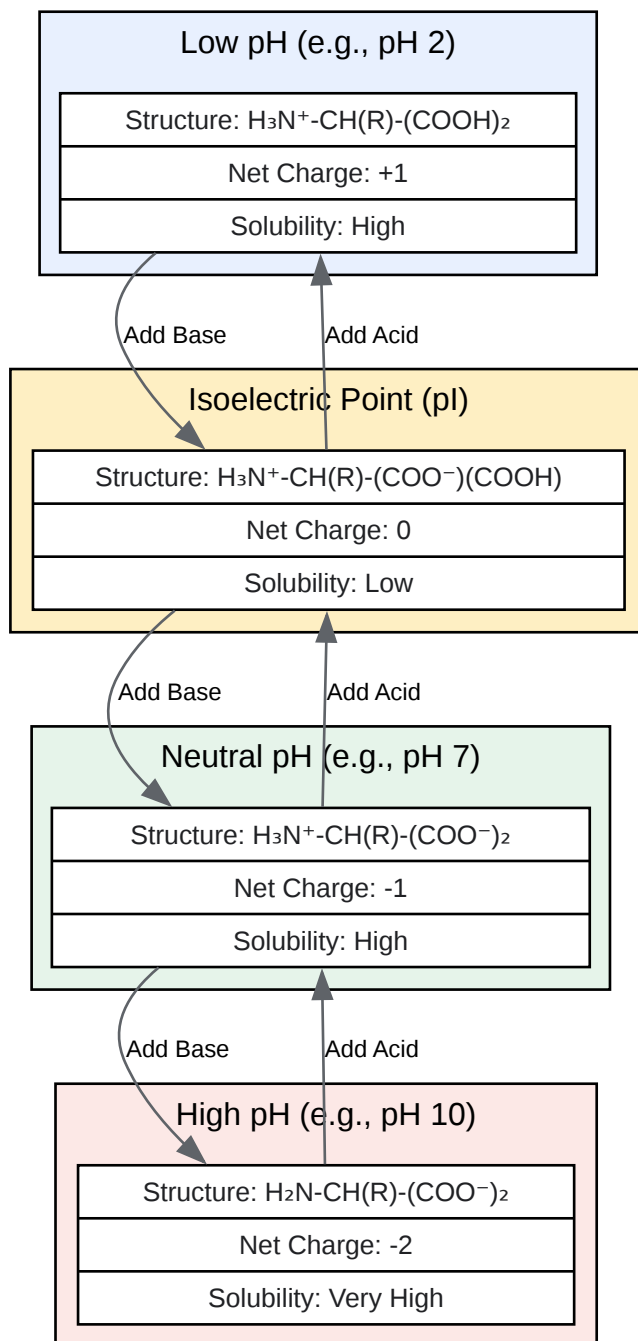 Low pH (e.g., pH 2)
Structure: H₃N⁺-CH(R)-(COOH)₂
Net Charge: +1
Solubility: High
Add Base
Add Acid
Isoelectric Point (pI)
Structure: H₃N⁺-CH(R)-(COO⁻)(COOH)
Net Charge: 0
Solubility: Low
Add Base
Add Acid
Neutral pH (e.g., pH 7)
Structure: H₃N⁺-CH(R)-(COO⁻)₂
Net Charge: -1
Solubility: High
Add Base
Add Acid
High pH (e.g., pH 10)
Structure: H₂N-CH(R)-(COO⁻)₂
Net Charge: -2
Solubility: Very High